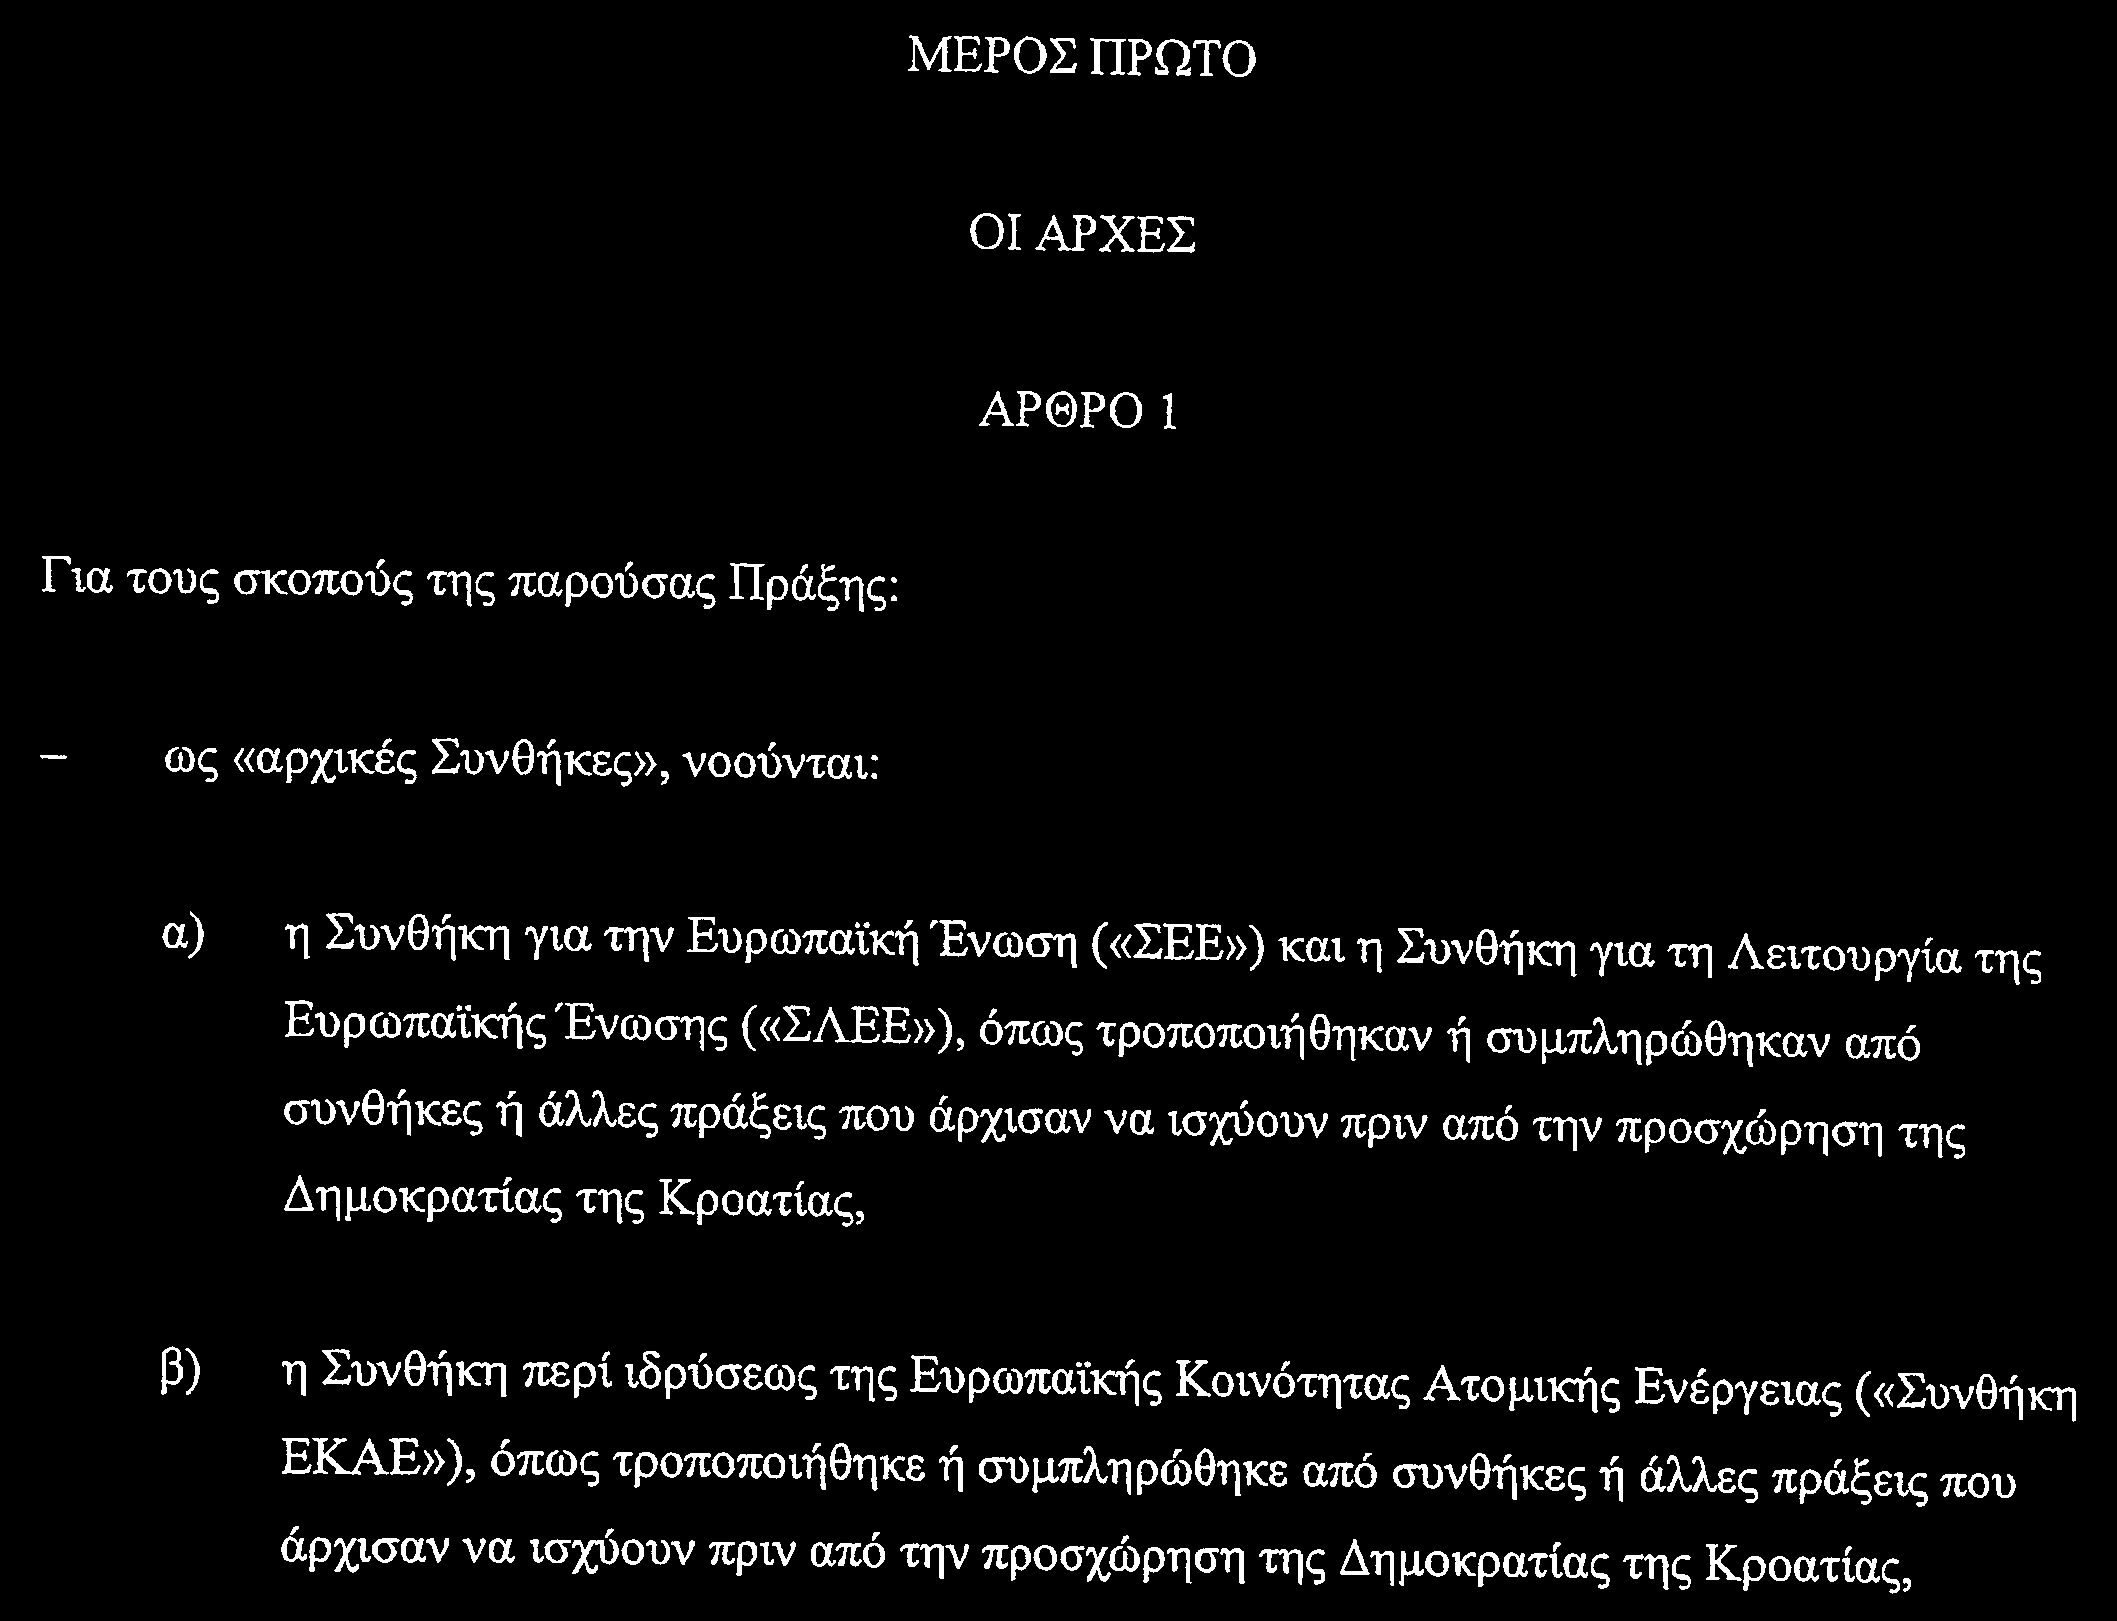 ΜΕΡΟΣ ΠΡΩΤΟ
ΟΙ ΑΡΧΕΣ
ΑΡΘΡΟ 1
Για τους σκοπούς της παρούσας Πράξης:
– ως «αρχικές Συνθήκες», νοούνται:
α) η Συνθήκη για την Ευρωπαϊκή Ένωση («ΣΕΕ») και η Συνθήκη για τη Λειτουργία της
Ευρωπαϊκής Ένωσης («ΣΛΕΕ»), όπως τροποποιήθηκαν ή συμπληρώθηκαν από
συνθήκες ή άλλες πράξεις που άρχισαν να ισχύουν πριν από την προσχώρηση της
Δημοκρατίας της Κροατίας,
β) η Συνθήκη περί ιδρύσεως της Ευρωπαϊκής Κοινότητας Ατομικής Ενέργειας («Συνθήκη
ΕΚΑΕ»), όπως τροποποιήθηκε ή συμπληρώθηκε από συνθήκες ή άλλες πράξεις που
άρχισαν να ισχύουν πριν από την προσχώρηση της Δημοκρατίας της Κροατίας,